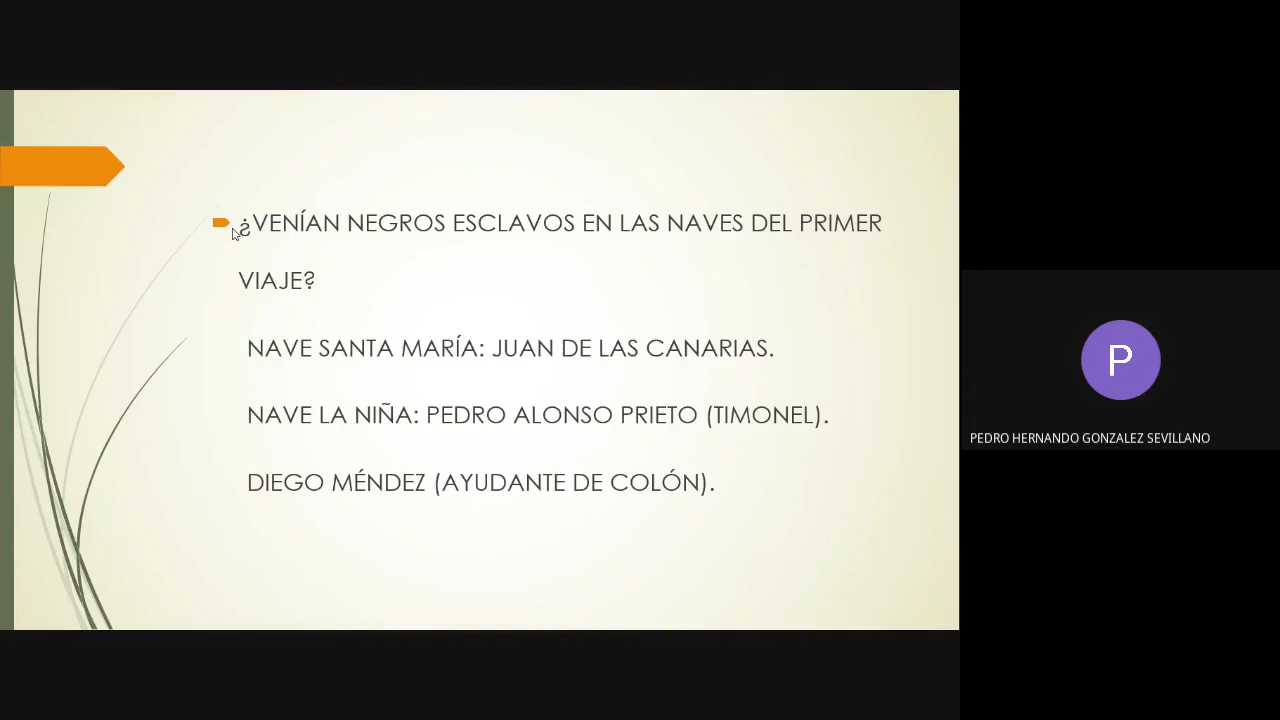 ¿VENÍAN NEGROS ESCLAVOS EN LAS NAVES DEL PRIMER
VIAJE?
NAVE SANTA MARÍA: JUAN DE LAS CANARIAS.
NAVE LA NIÑA: PEDRO ALONSO PRIETO (TIMONEL).
DIEGO MÉNDEZ (AYUDANTE DE COLÓN).
P
PEDRO HERNANDO GONZALEZ SEVILLANO